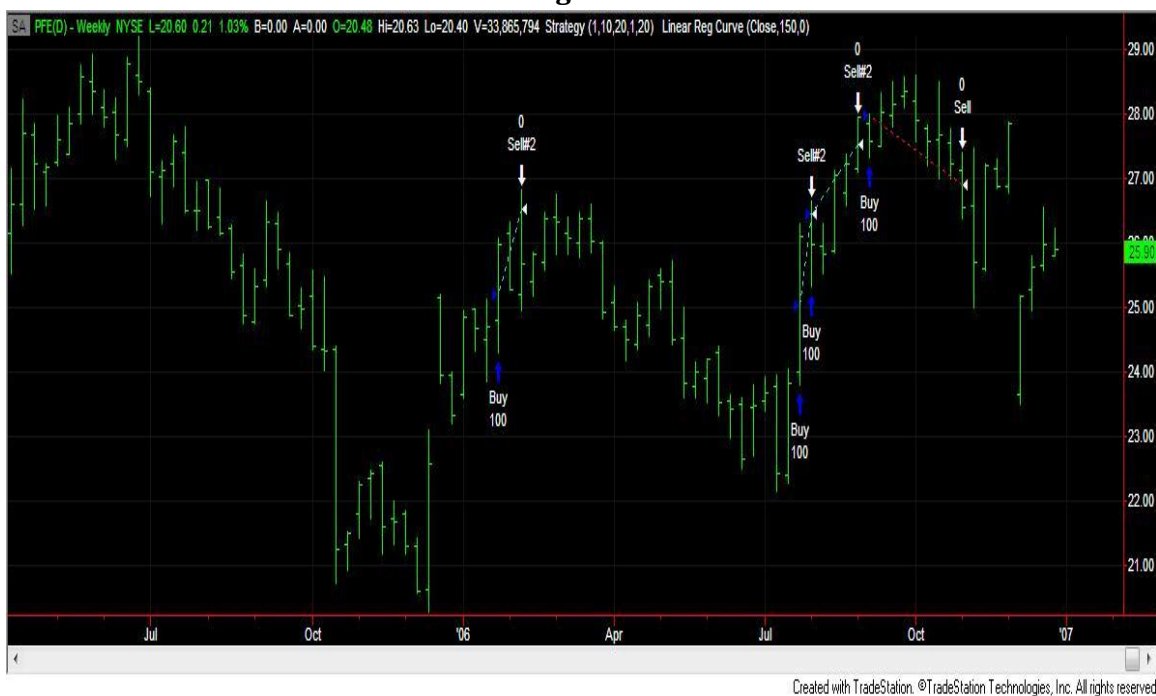 SA PFE(D) - Weekly NYSE L=20.60 0.21 1.03% B=0.00 A=0.00 O=20.48 Hi=20.63 Lo=20.40 V=33,865,794 Strategy (1,10,20,1,20) Linear Reg Curve (Close,150,0)
29.00
0
Sell#2
0
Sell
28.00
0
Sell#2
Sell#2
27.00
Buy
100
26.00
25.90
25.00
Buy
100
24.00
Buy
100
Buy
100
23.00
22.00
21.00
Jul Oct '06 Apr Jul Oct '07
Created with TradeStation. ©TradeStation Technologies, Inc. All rights reserved